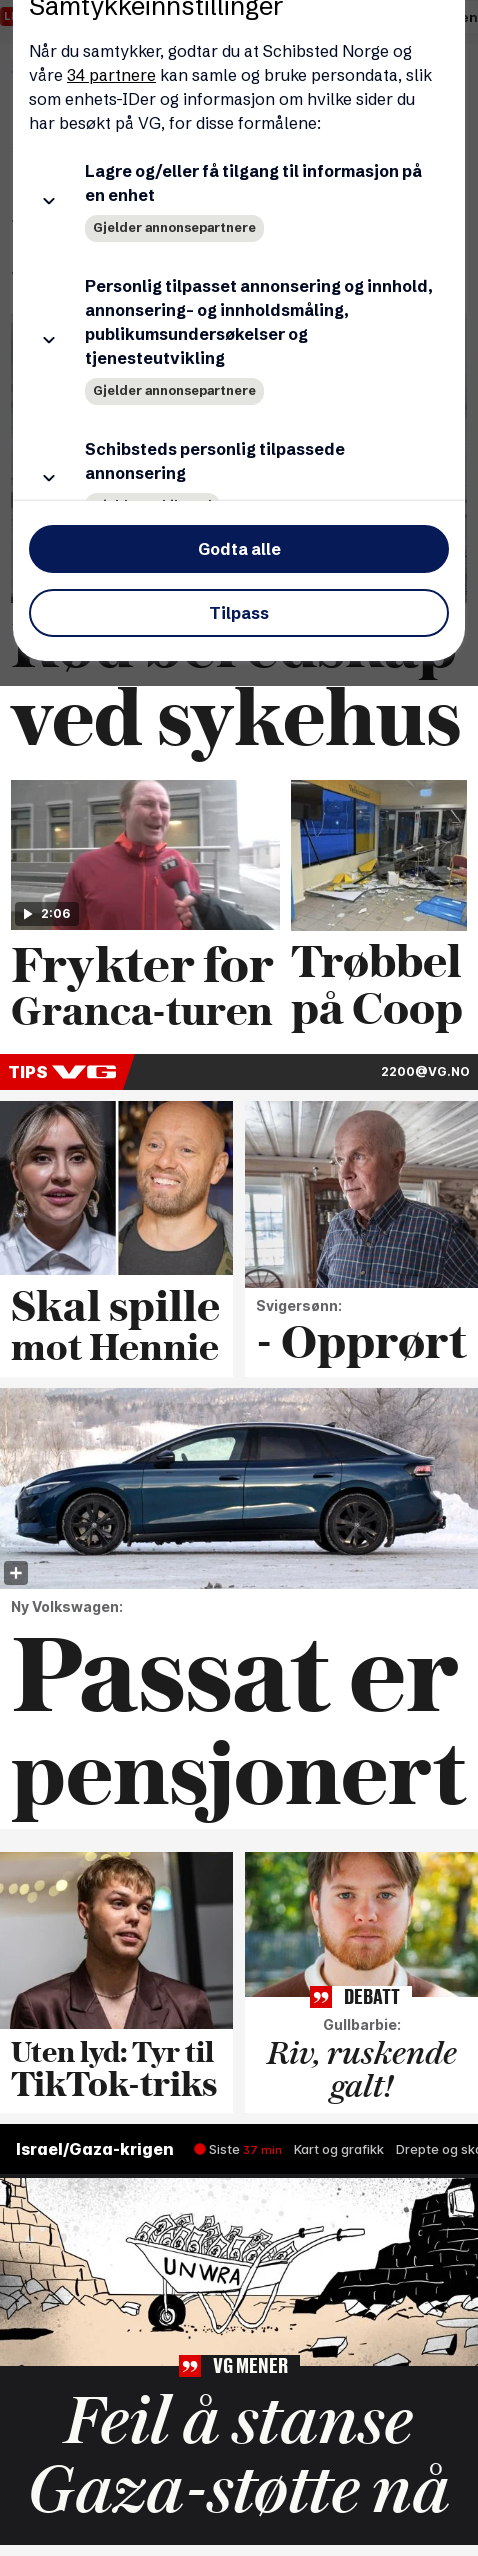 Samtykkeinnstillinger
Når du samtykker, godtar du at Schibsted Norge og
våre 34 partnere kan samle og bruke persondata, slik
som enhets-IDer og informasjon om hvilke sider du
har besøkt på VG, for disse formålene:
Lagre og/eller få tilgang til informasjon på
en enhet
Gjelder annonsepartnere
Personlig tilpasset annonsering og innhold,
annonsering- og innholdsmåling,
publikumsundersøkelser og
tjenesteutvikling
Gjelder annonsepartnere
Schibsteds personlig tilpassede
annonsering
Godta alle
Tilpass
Rød beredskap
ved sykehus
2:06
Frykter for
Granca-turen
Trøbbel
på Coop
TIPS VG
2200@VG.NO
Skal spille
mot Hennie
Svigersønn:
- Opprørt
Ny Volkswagen:
Passat er
pensjonert
Uten lyd: Tyr til
TikTok-triks
DEBATT
Gullbarbie:
Riv, ruskende
galt!
Israel/Gaza-krigen
Siste 37 min
Kart og grafikk
Drepte og ska
UNWRA
VG MENER
Feil å stanse
Gaza-støtte nå